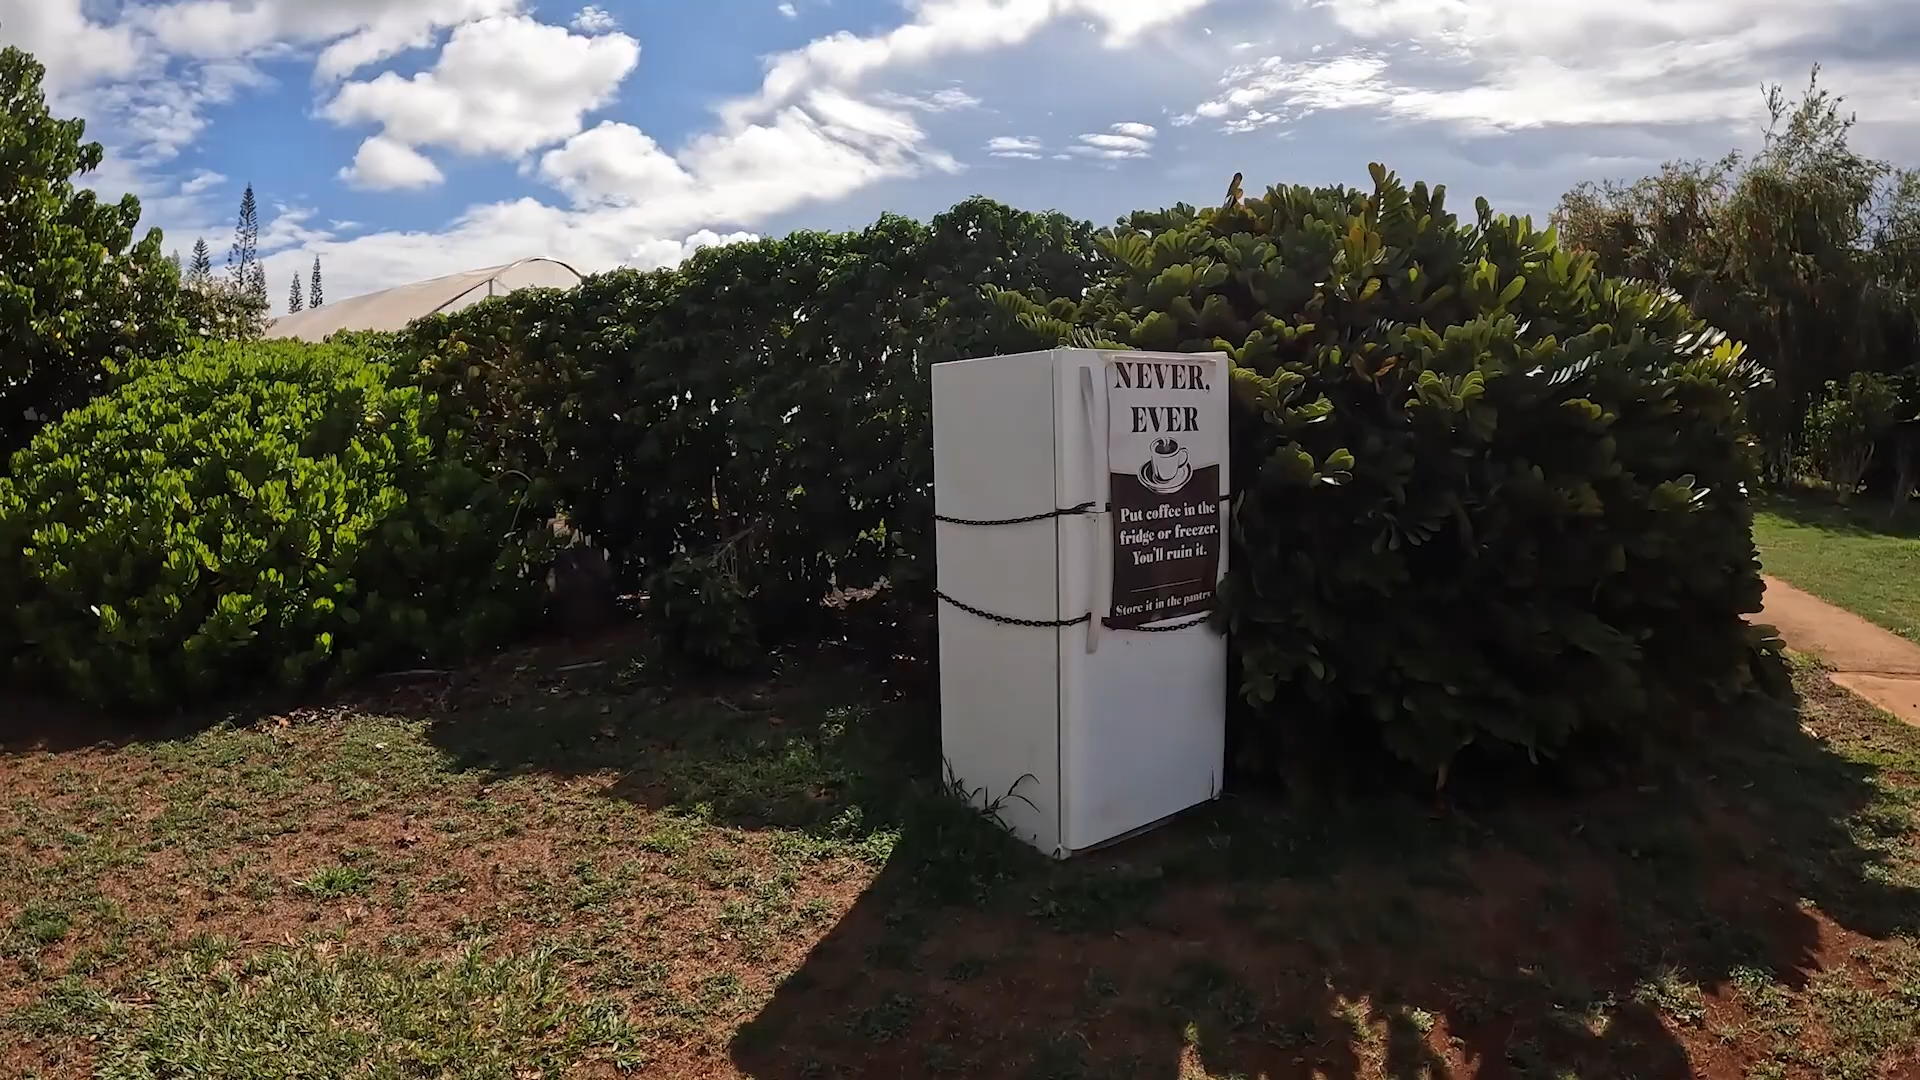 NEVER,
EVER
Put coffee in the
fridge or freezer.
You'll ruin it.
Store it in the pantry